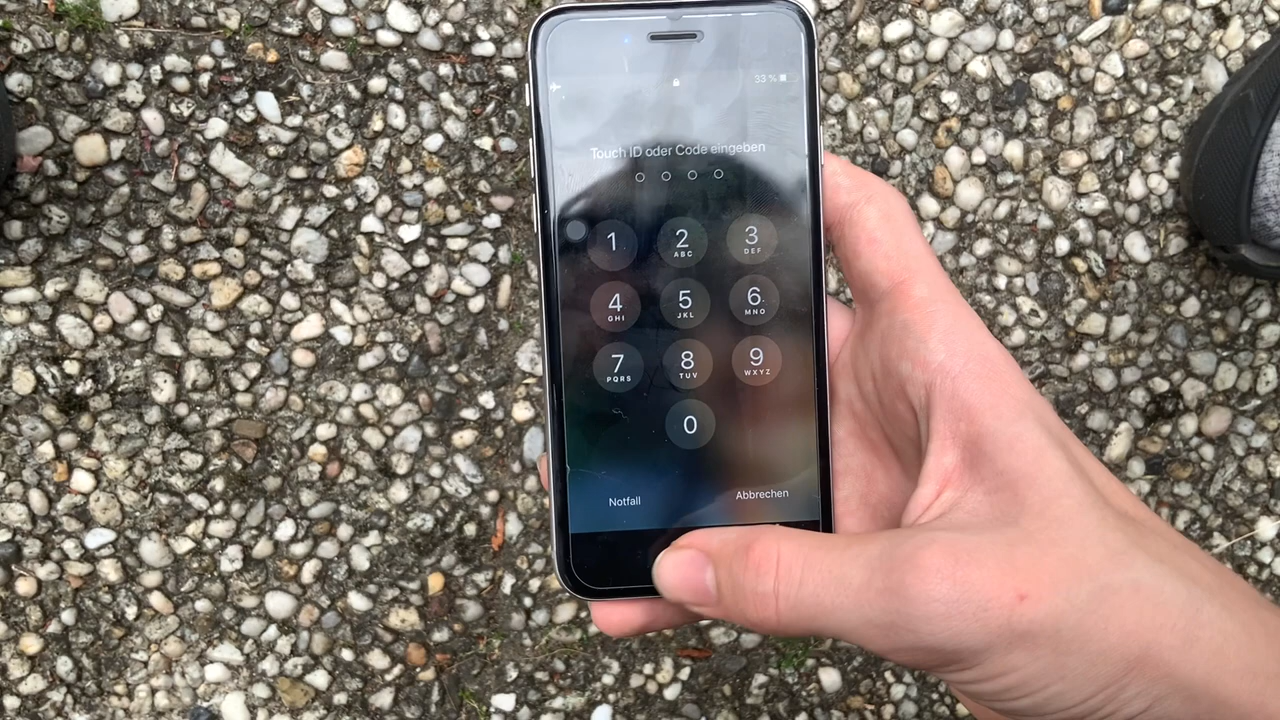 33 %
Touch ID oder Code eingeben
1
2
ABC
3
DEF
4
GHI
5
JKL
6
MNO
7
PQRS
8
TUV
9
WXYZ
0
Notfall
Abbrechen